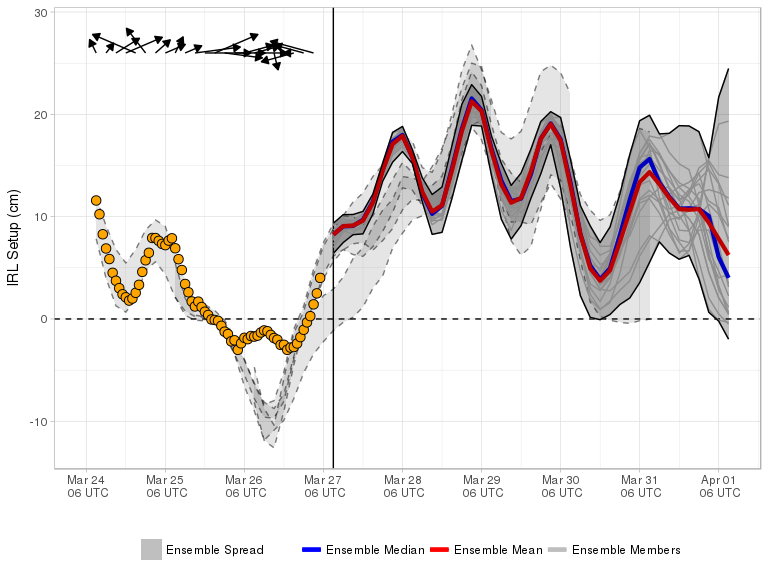 30
20
10
0
-10
IRL Setup (cm)
Mar 24 Mar 25 Mar 26 Mar 27 Mar 28 Mar 29 Mar 30 Mar 31 Apr 01
06 UTC 06 UTC 06 UTC 06 UTC 06 UTC 06 UTC 06 UTC 06 UTC 06 UTC
Ensemble Spread Ensemble Median Ensemble Mean Ensemble Members